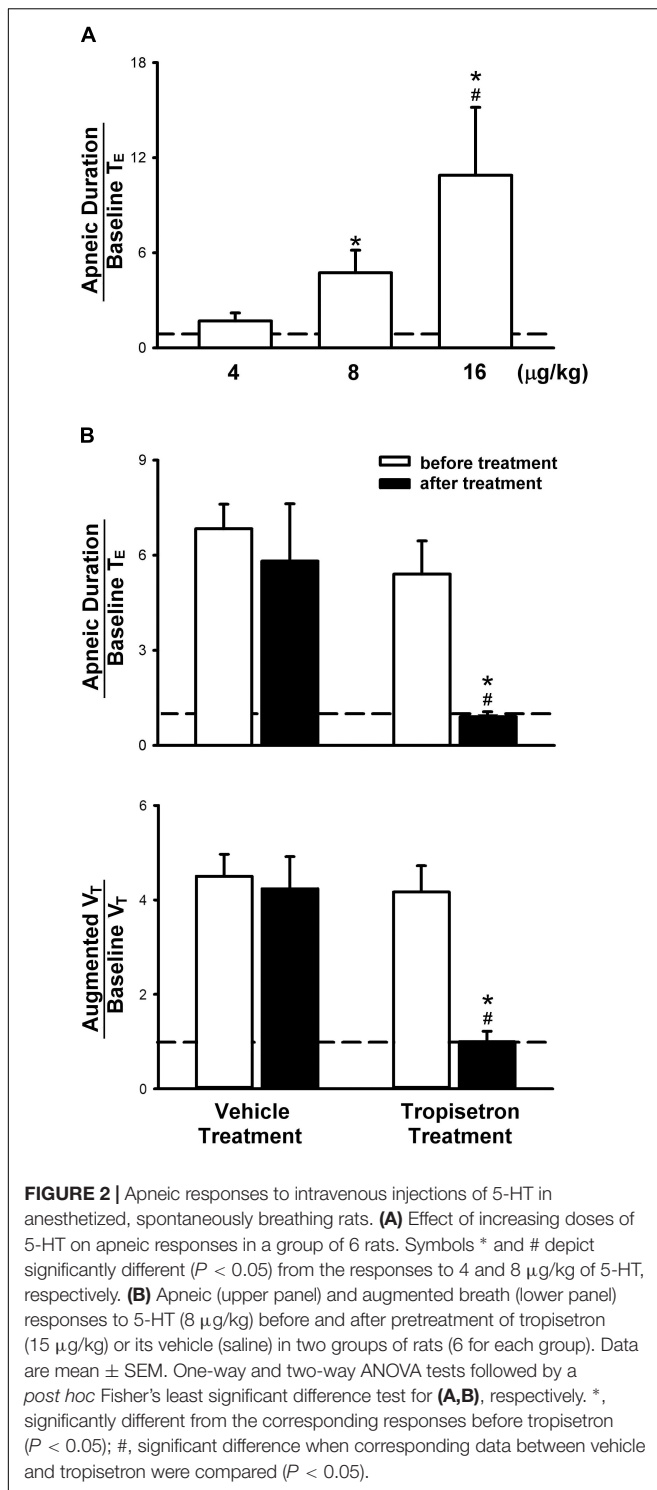 A
18
12
6
0
Apneic Duration
Baseline TE
*
*
#
4 8 16 (μg/kg)
B
9
6
3
0
Apneic Duration
Baseline TE
before treatment
after treatment
*
#
6
4
2
0
Augmented VT
Baseline VT
*
#
Vehicle Treatment
Tropisetron Treatment
FIGURE 2 | Apneic responses to intravenous injections of 5-HT in
anesthetized, spontaneously breathing rats. (A) Effect of increasing doses of
5-HT on apneic responses in a group of 6 rats. Symbols * and # depict
significantly different (P < 0.05) from the responses to 4 and 8 μg/kg of 5-HT,
respectively. (B) Apneic (upper panel) and augmented breath (lower panel)
responses to 5-HT (8 μg/kg) before and after pretreatment of tropisetron
(15 μg/kg) or its vehicle (saline) in two groups of rats (6 for each group). Data
are mean ± SEM. One-way and two-way ANOVA tests followed by a
post hoc Fisher's least significant difference test for (A,B), respectively. *,
significantly different from the corresponding responses before tropisetron
(P < 0.05); #, significant difference when corresponding data between vehicle
and tropisetron were compared (P < 0.05).